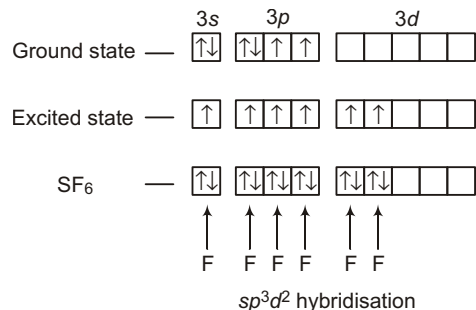 3s 3p 3d
Ground state — ↑↓ ↑↓ ↑ ↑
Excited state — ↑ ↑ ↑ ↑ ↑ ↑
SF₆ — ↑↓ ↑↓ ↑↓ ↑↓ ↑↓ ↑↓
F F F F F F
sp³d² hybridisation